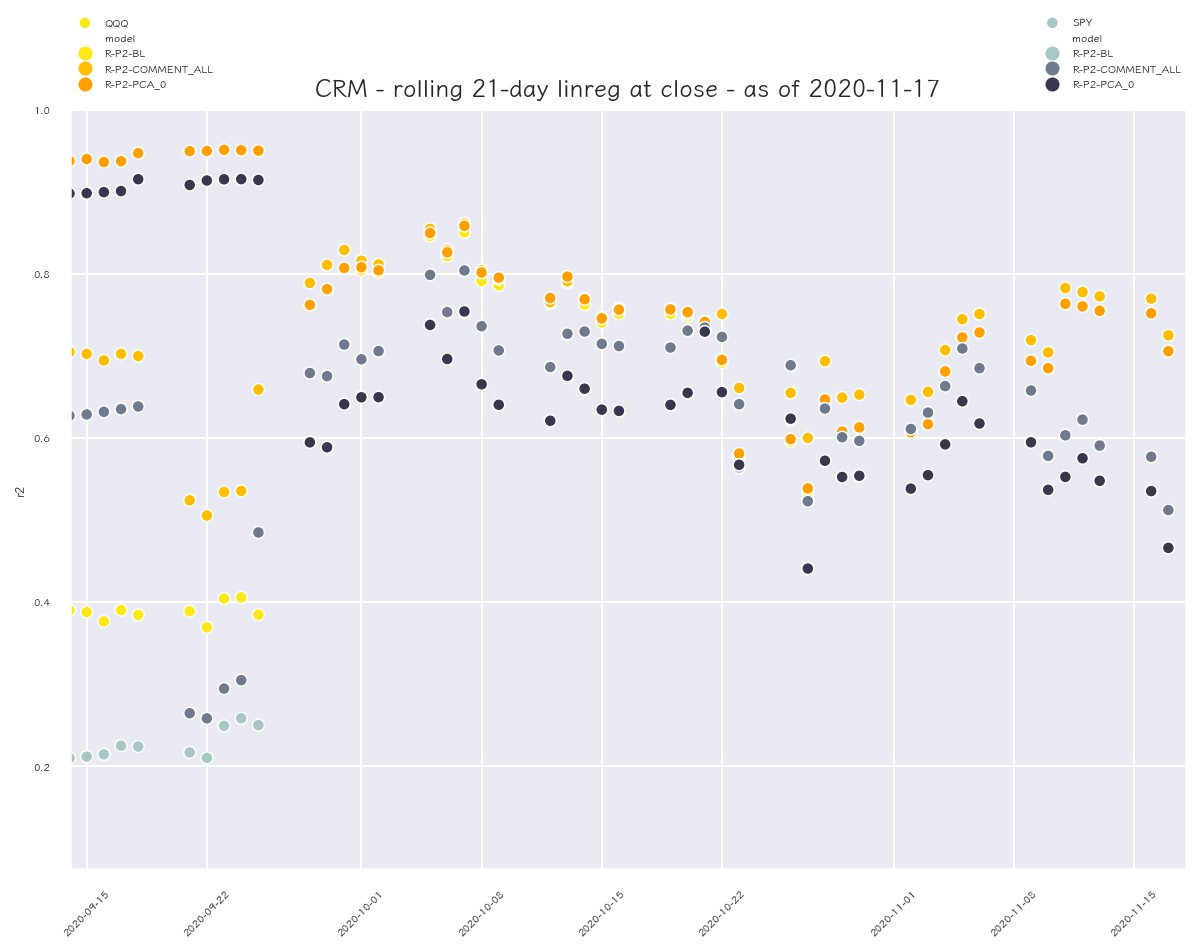 QQQ
model
R-P2-BL
R-P2-COMMENT_ALL
R-P2-PCA_0
SPY
model
R-P2-BL
R-P2-COMMENT_ALL
R-P2-PCA_0
CRM - rolling 21-day linreg at close - as of 2020-11-17
1.0
0.8
0.6
0.4
0.2
r2
2020-09-15
2020-09-22
2020-10-01
2020-10-08
2020-10-15
2020-10-22
2020-11-01
2020-11-08
2020-11-15